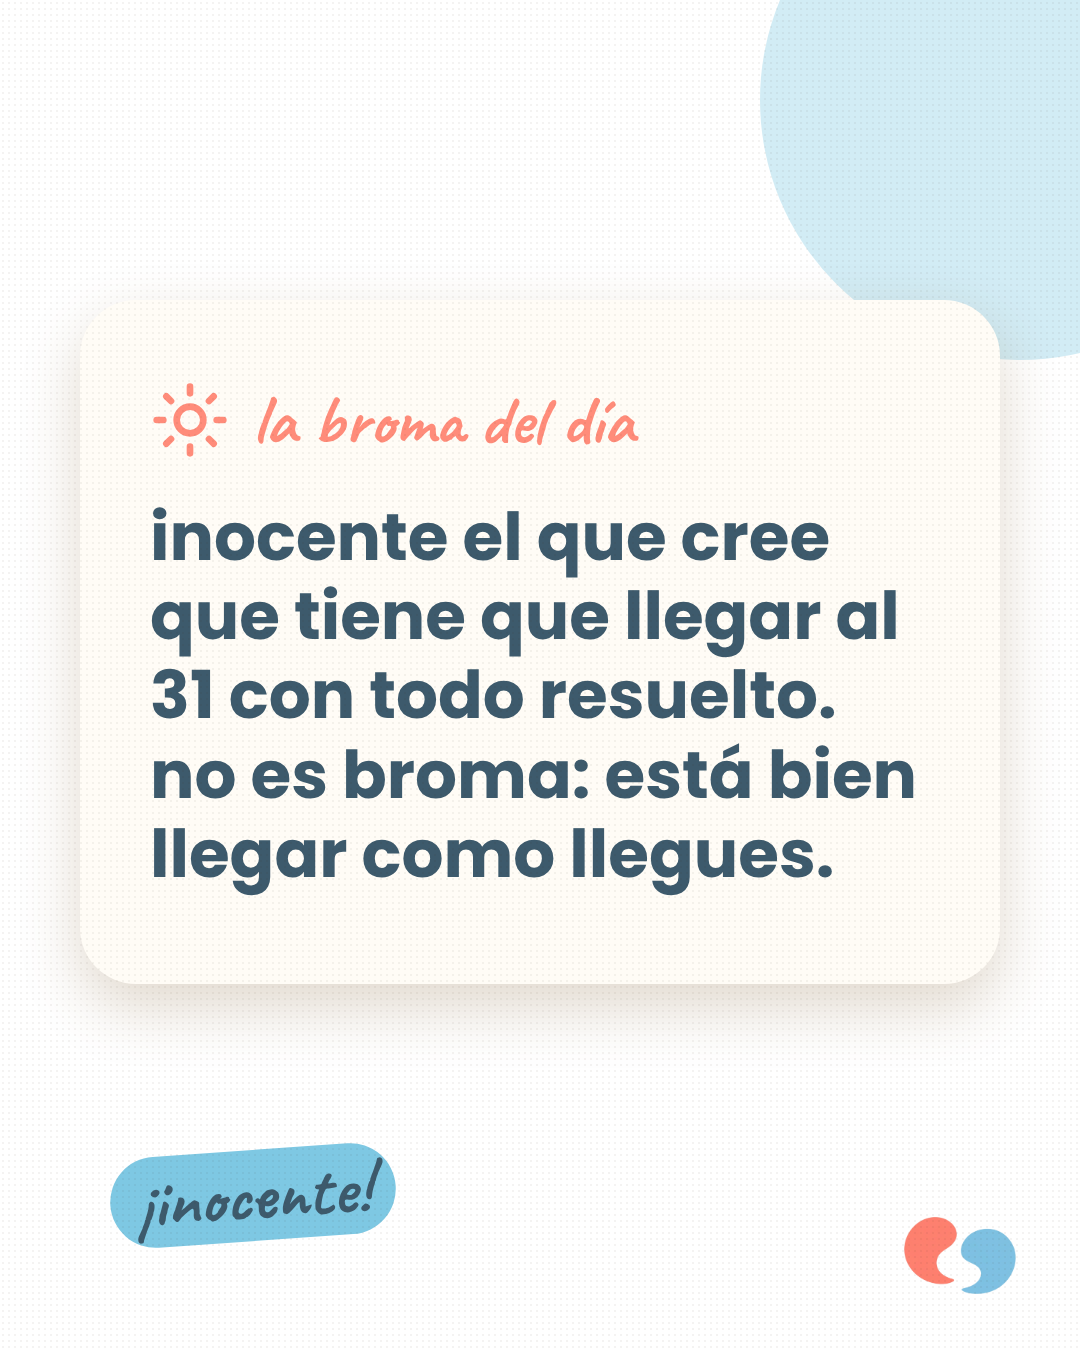 la broma del día
inocente el que cree
que tiene que llegar al
31 con todo resuelto.
no es broma: está bien
llegar como llegues.
¡inocente!